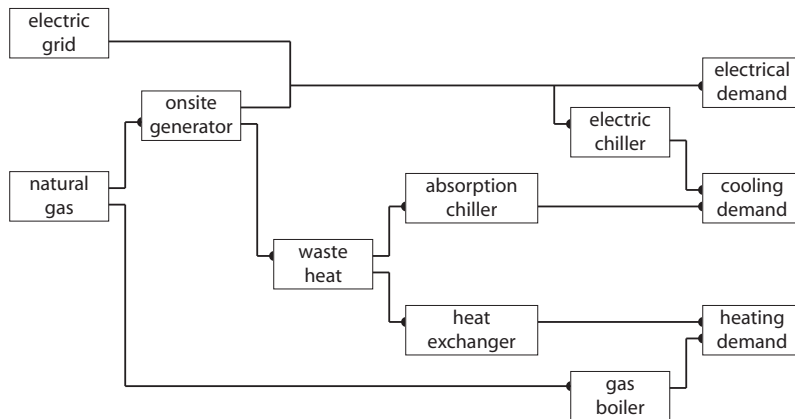 electric
grid
electrical
demand
onsite
generator
electric
chiller
natural
gas
absorption
chiller
cooling
demand
waste
heat
heat
exchanger
heating
demand
gas
boiler